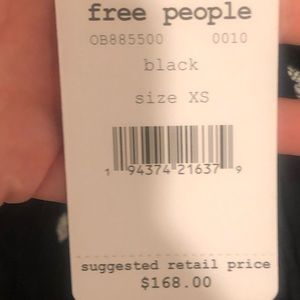 free people
OB885500 0010
black
size XS
1 94374 21637 9
suggested retail price
$168.00